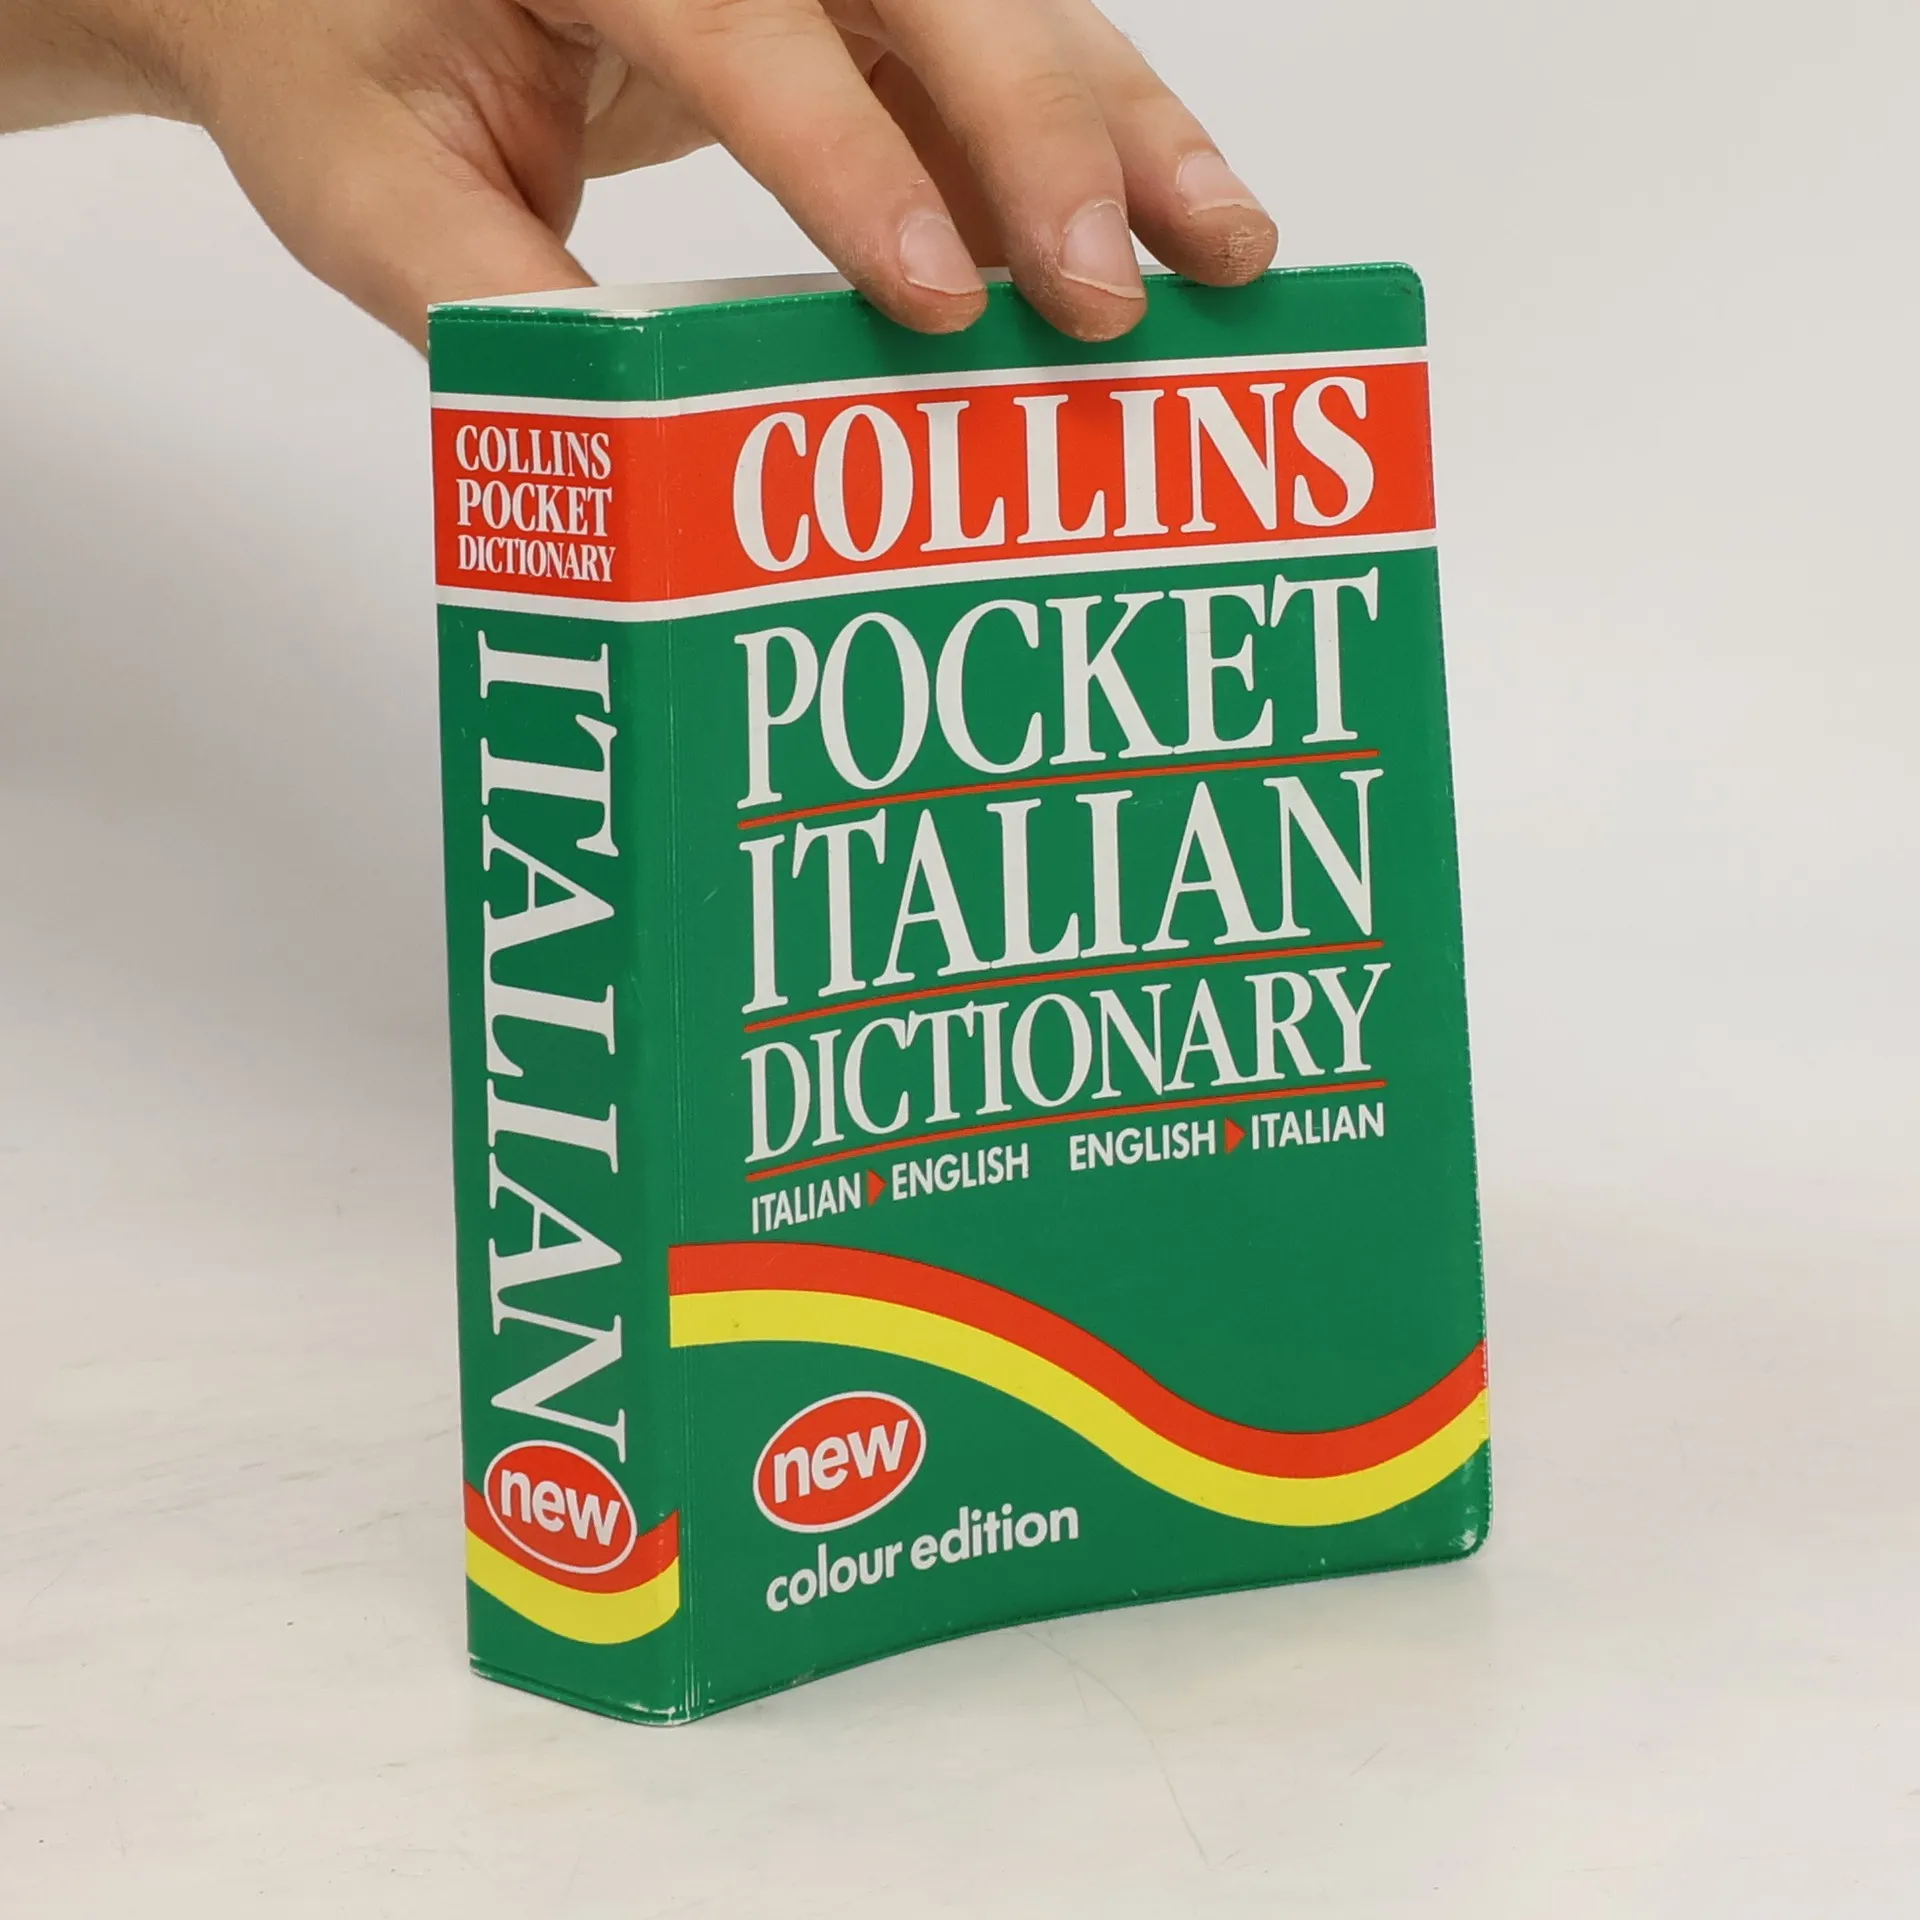 COLLINS
POCKET
DICTIONARY
ITALIAN
new
COLLINS
POCKET
ITALIAN
DICTIONARY
ITALIAN ENGLISH ENGLISH ITALIAN
new
colour edition